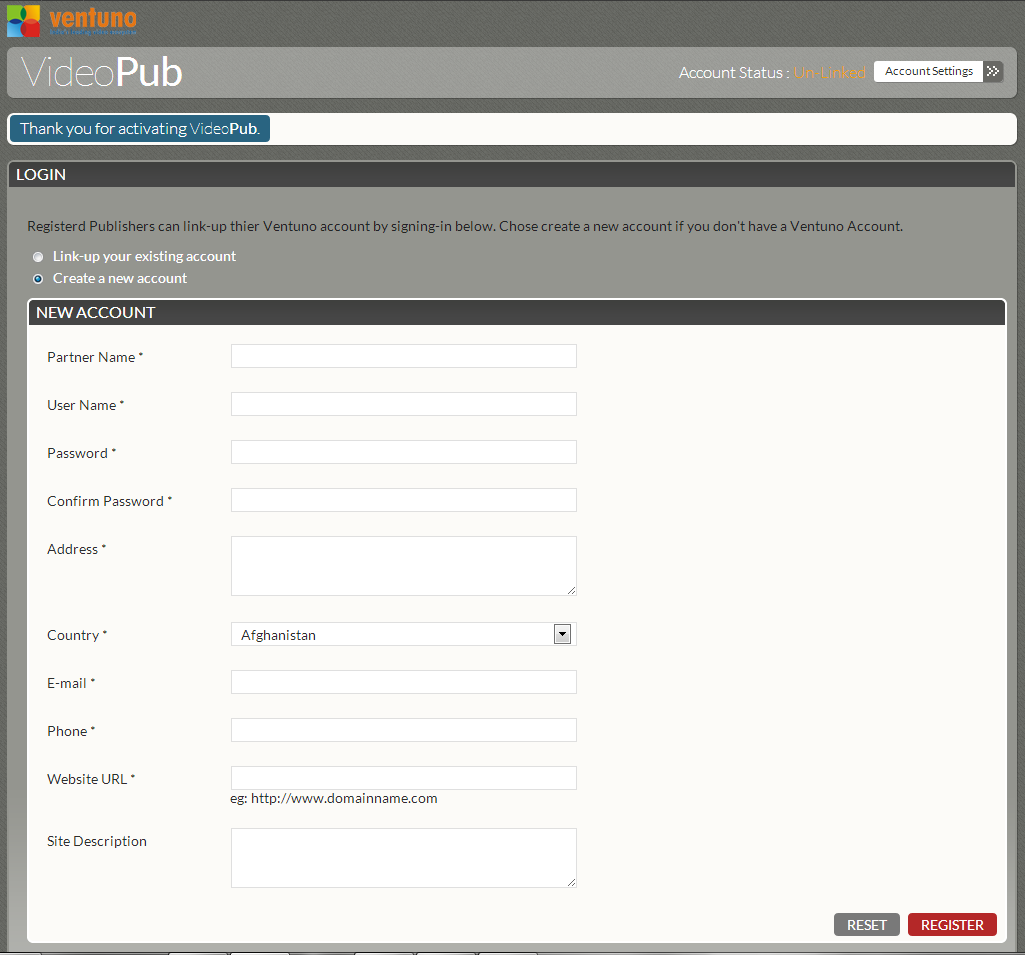 ventuno
VideoPub
Account Status : Un-Linked
Account Settings
Thank you for activating VideoPub.
LOGIN
Registerd Publishers can link-up thier Ventuno account by signing-in below. Chose create a new account if you don't have a Ventuno Account.
Link-up your existing account
Create a new account
NEW ACCOUNT
Partner Name *
User Name *
Password *
Confirm Password *
Address *
Country *
Afghanistan
E-mail *
Phone *
Website URL *
eg: http://www.domainname.com
Site Description
RESET
REGISTER